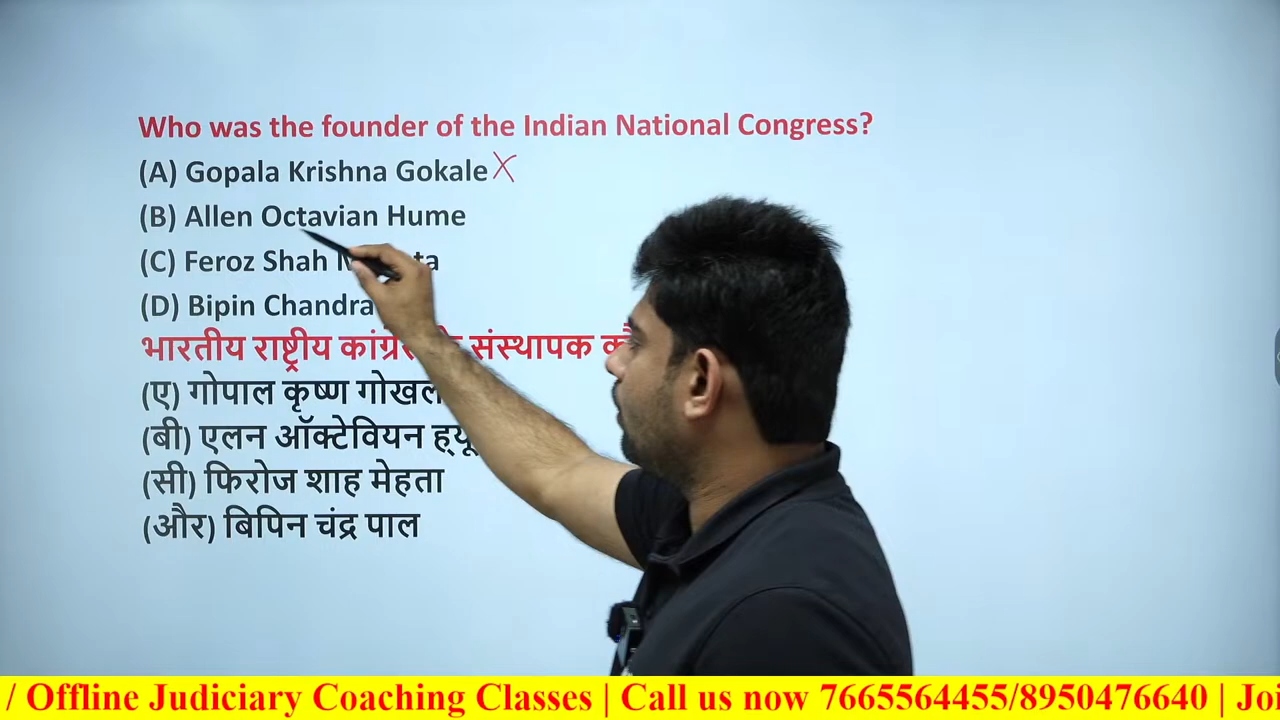 Who was the founder of the Indian National Congress?
(A) Gopala Krishna Gokale X
(B) Allen Octavian Hume
(C) Feroz Shah
(D) Bipin Chandra
भारतीय राष्ट्रीय संस्थापक
(ए) गोपाल कृष्ण
(बी) एलन ऑक्टेवियन
(सी) फिरोज शाह मेहता
(और) बिपिन चंद्र पाल
/ Offline Judiciary Coaching Classes | Call us now 7665564455/8950476640 |